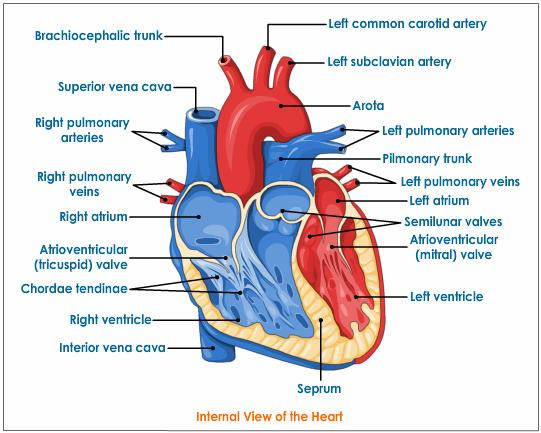 Brachiocephalic trunk
Left common carotid artery
Left subclavian artery
Superior vena cava
Arota
Right pulmonary
arteries
Left pulmonary arteries
Pilmonary trunk
Right pulmonary
veins
Left pulmonary veins
Left atrium
Right atrium
Semilunar valves
Atrioventricular
(mitral) valve
Atrioventricular
(tricuspid) valve
Chordae tendinae
Left ventricle
Right ventricle
Interior vena cava
Seprum
Internal View of the Heart